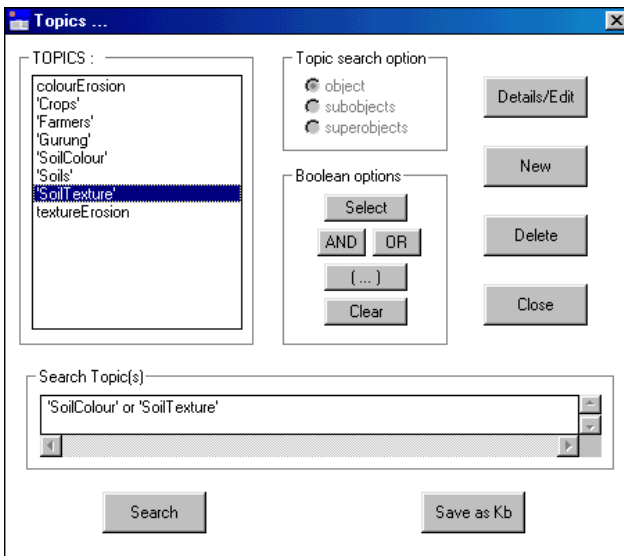 Topics ...
TOPICS :
colourErosion
'Crops'
'Farmers'
'Gurung'
'SoilColour'
'Soils'
'SoilTexture'
textureErosion
Topic search option
object
subobjects
superobjects
Boolean options
Select
AND OR
( ... )
Clear
Details/Edit
New
Delete
Close
Search Topic(s)
'SoilColour' or 'SoilTexture'
Search
Save as Kb